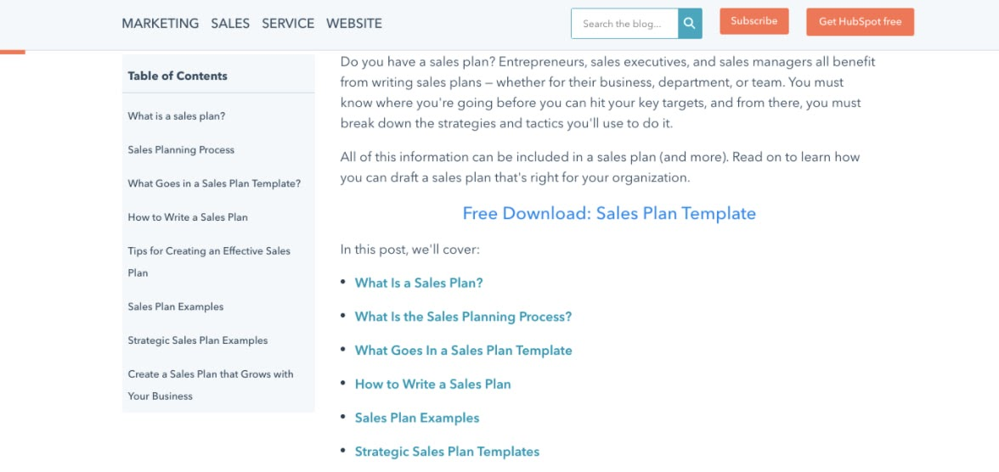 MARKETING SALES SERVICE WEBSITE
Search the blog...
Subscribe
Get HubSpot free
Table of Contents
What is a sales plan?
Sales Planning Process
What Goes in a Sales Plan Template?
How to Write a Sales Plan
Tips for Creating an Effective Sales
Plan
Sales Plan Examples
Strategic Sales Plan Examples
Create a Sales Plan that Grows with
Your Business
Do you have a sales plan? Entrepreneurs, sales executives, and sales managers all benefit
from writing sales plans — whether for their business, department, or team. You must
know where you're going before you can hit your key targets, and from there, you must
break down the strategies and tactics you'll use to do it.
All of this information can be included in a sales plan (and more). Read on to learn how
you can draft a sales plan that's right for your organization.
Free Download: Sales Plan Template
In this post, we'll cover:
• What Is a Sales Plan?
• What Is the Sales Planning Process?
• What Goes In a Sales Plan Template
• How to Write a Sales Plan
• Sales Plan Examples
• Strategic Sales Plan Templates